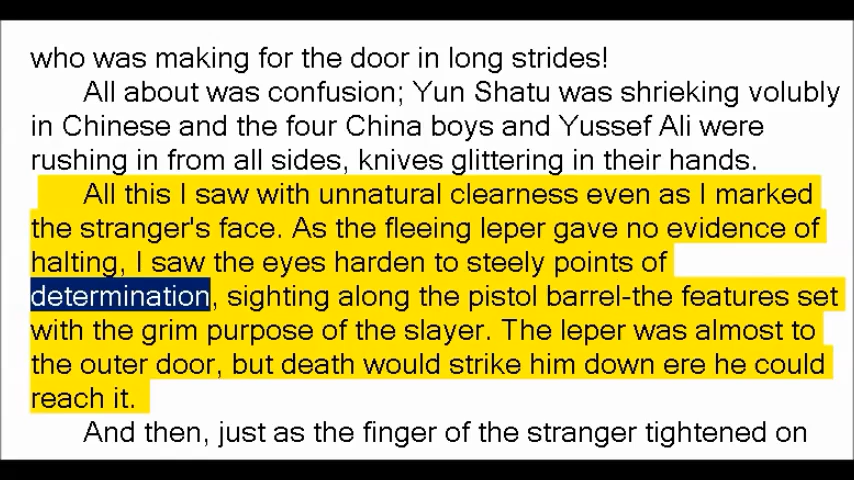 who was making for the door in long strides!
All about was confusion; Yun Shatu was shrieking volubly
in Chinese and the four China boys and Yussef Ali were
rushing in from all sides, knives glittering in their hands.
All this I saw with unnatural clearness even as I marked
the stranger's face. As the fleeing leper gave no evidence of
halting, I saw the eyes harden to steely points of
determination, sighting along the pistol barrel-the features set
with the grim purpose of the slayer. The leper was almost to
the outer door, but death would strike him down ere he could
reach it.
And then, just as the finger of the stranger tightened on